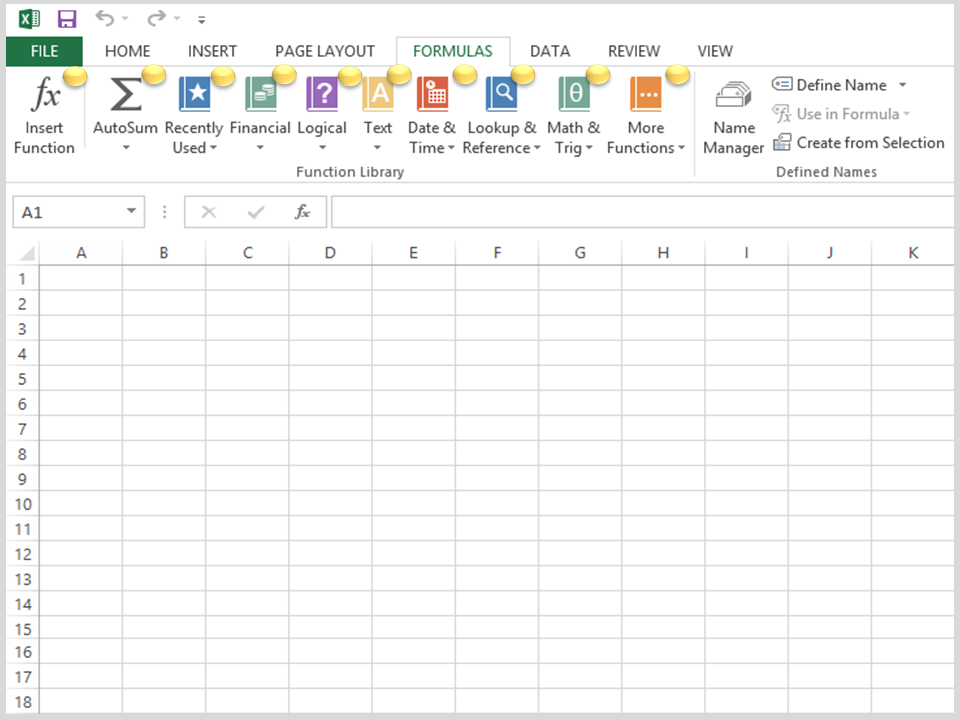 FILE HOME INSERT PAGE LAYOUT FORMULAS DATA REVIEW VIEW
fx Σ ? A θ
Insert Function
AutoSum
Recently Used
Financial
Logical
Text
Date & Time
Lookup & Reference
Math & Trig
More Functions
Name Manager
Define Name
Use in Formula
Create from Selection
Function Library
Defined Names
A1
fx
A B C D E F G H I J K
1
2
3
4
5
6
7
8
9
10
11
12
13
14
15
16
17
18